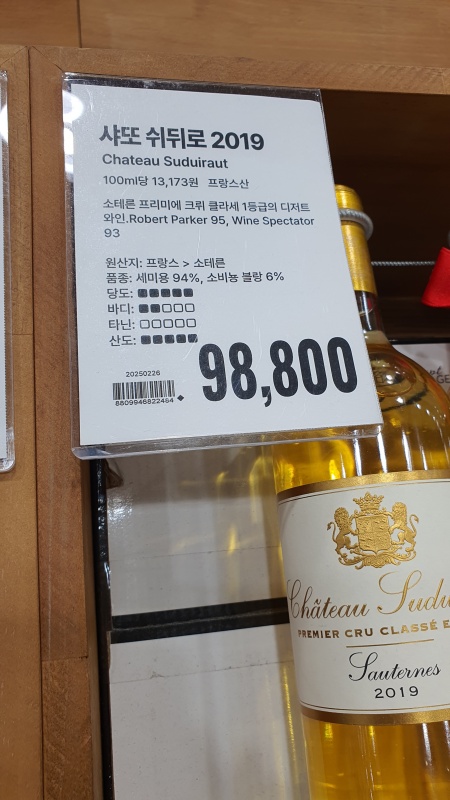 샤또 쉬뒤로 2019
Chateau Suduiraut
100ml당 13,173원 프랑스산
소테른 프리미에 크뤼 클라세 1등급의 디저트
와인.Robert Parker 95, Wine Spectator
93
원산지: 프랑스 > 소테른
품종: 세미용 94%, 소비뇽 블랑 6%
당도: ■■■■■
바디: ■■□□□
타닌: □□□□□
산도: ■■■■■
98,800
20250226
8809946822464
Château Sudu
PREMIER CRU CLASSÉ E
Sauternes
2019